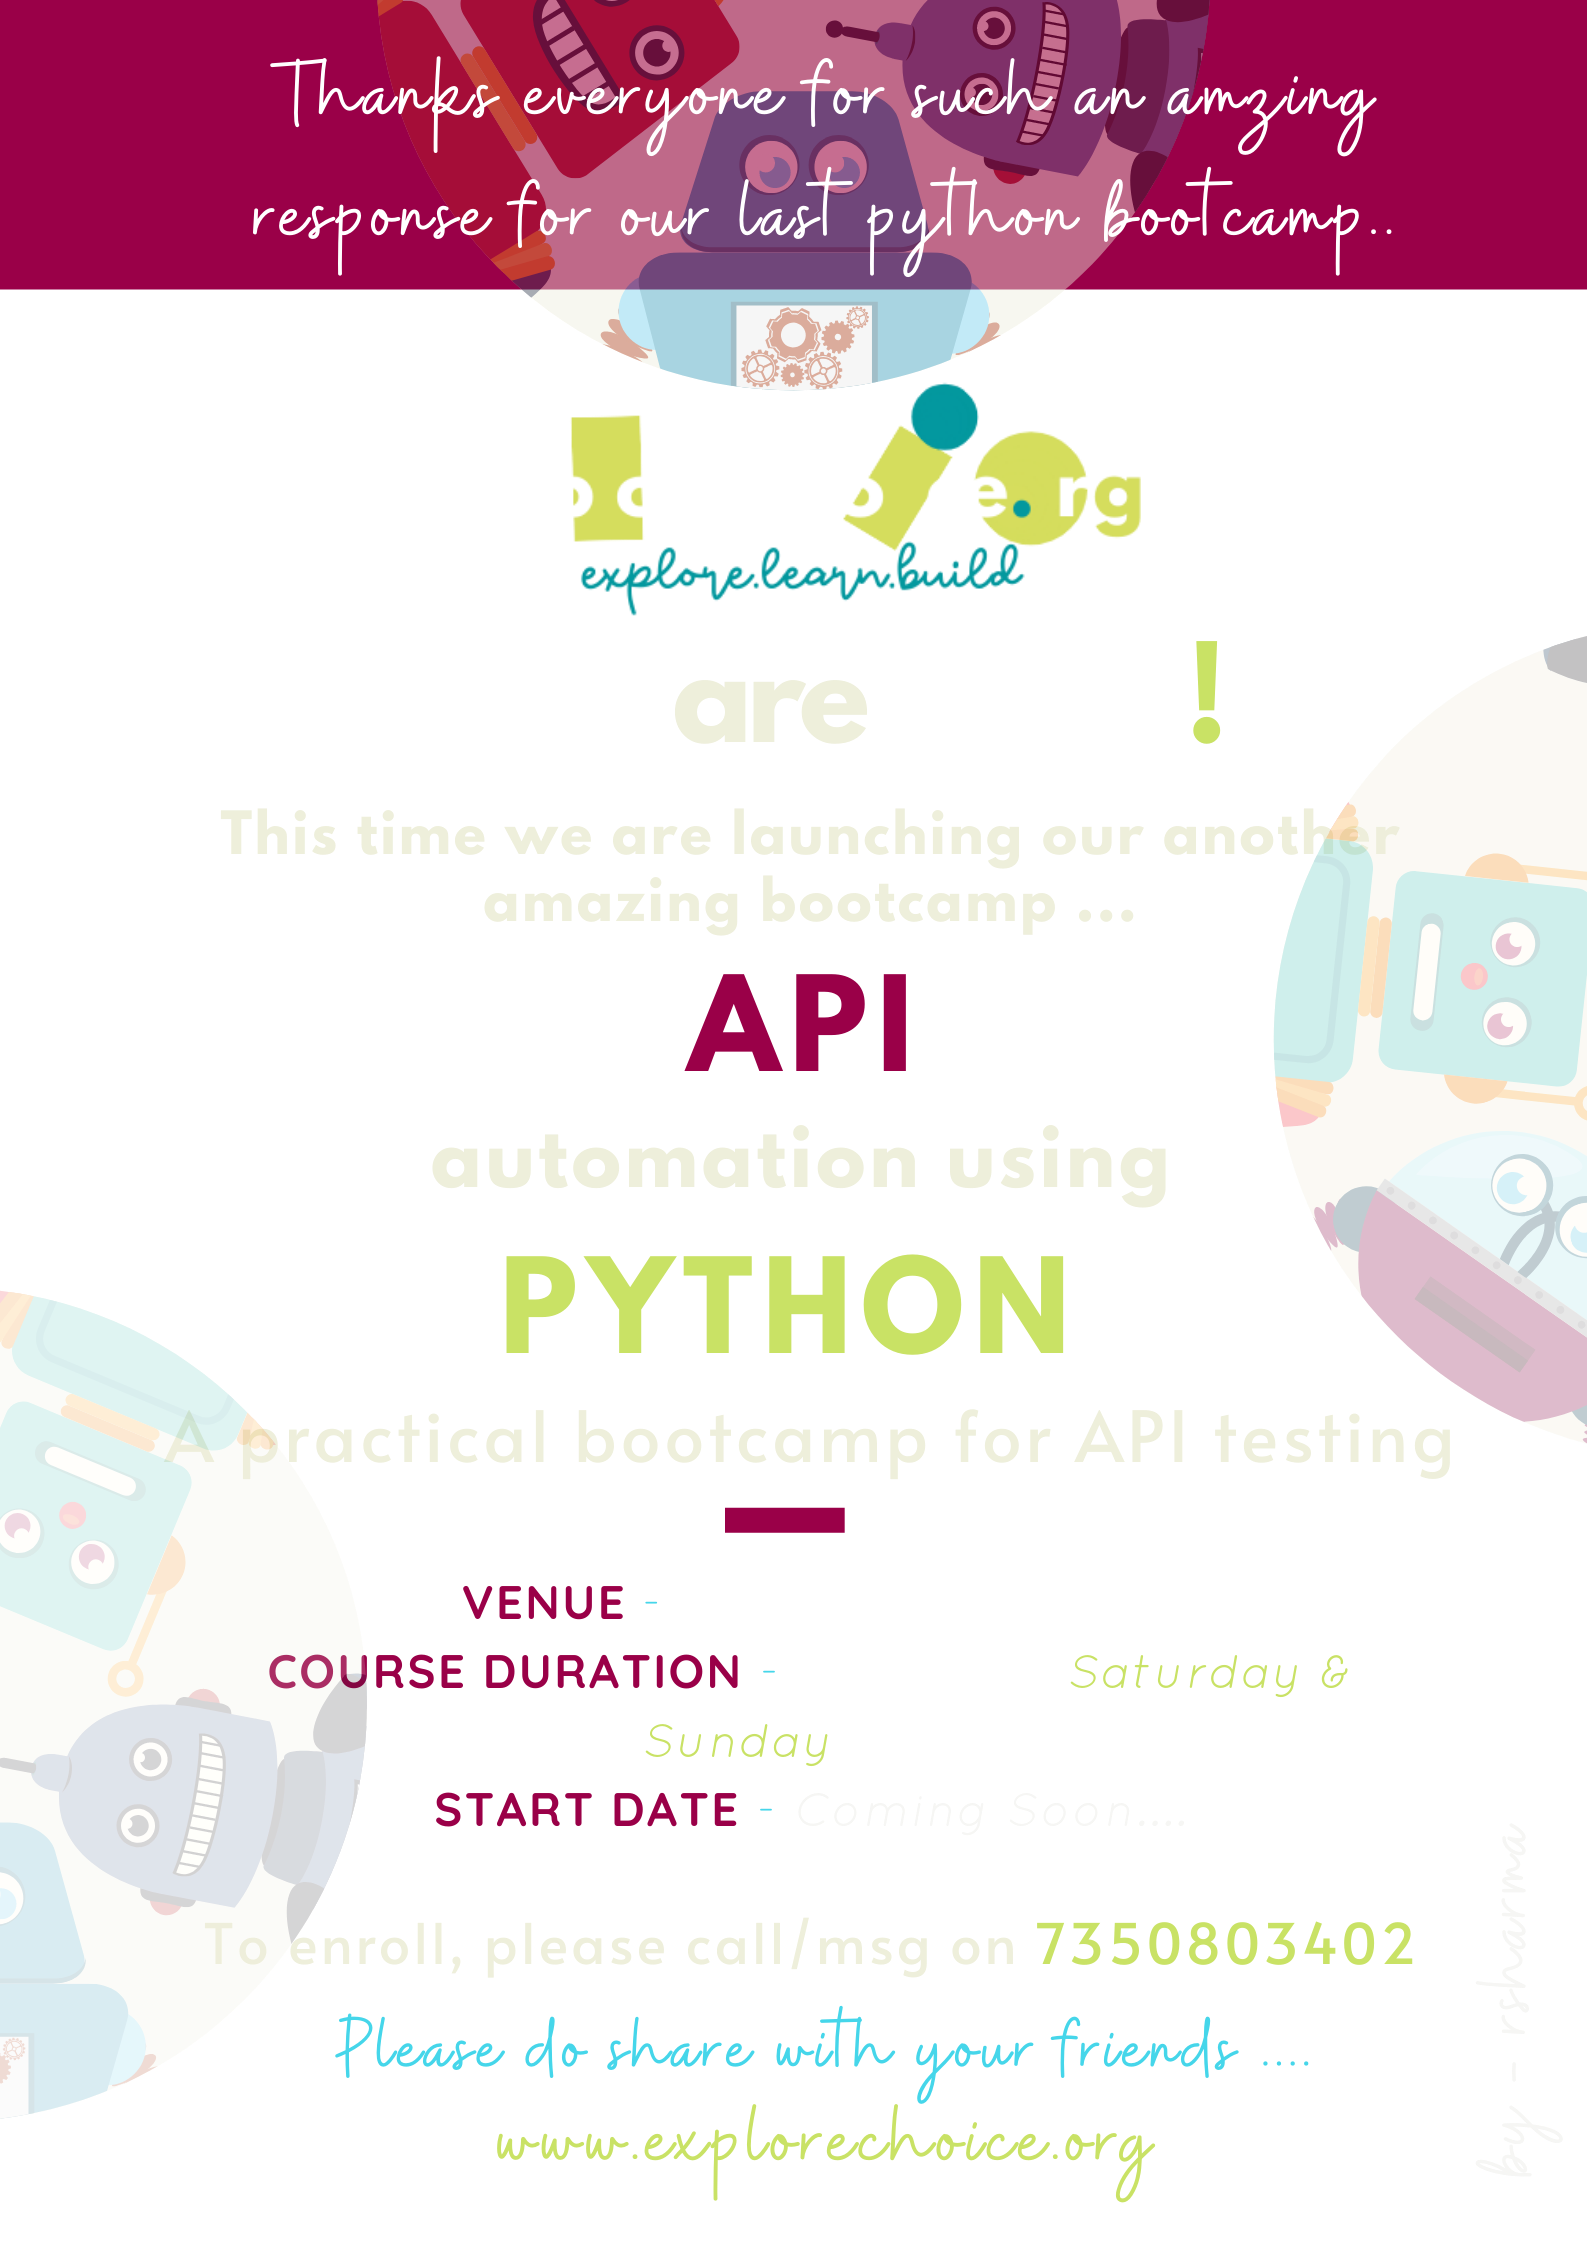 Thanks everyone for such an amzing
response for our last python bootcamp..
explore.learn.build
are !
This time we are launching our another
amazing bootcamp ...
API
automation using
PYTHON
A practical bootcamp for API testing
VENUE -
COURSE DURATION - Saturday &
Sunday
START DATE - Coming Soon....
To enroll, please call/msg on 7350803402
Please do share with your friends ....
www.explorechoice.org
by - rsharma